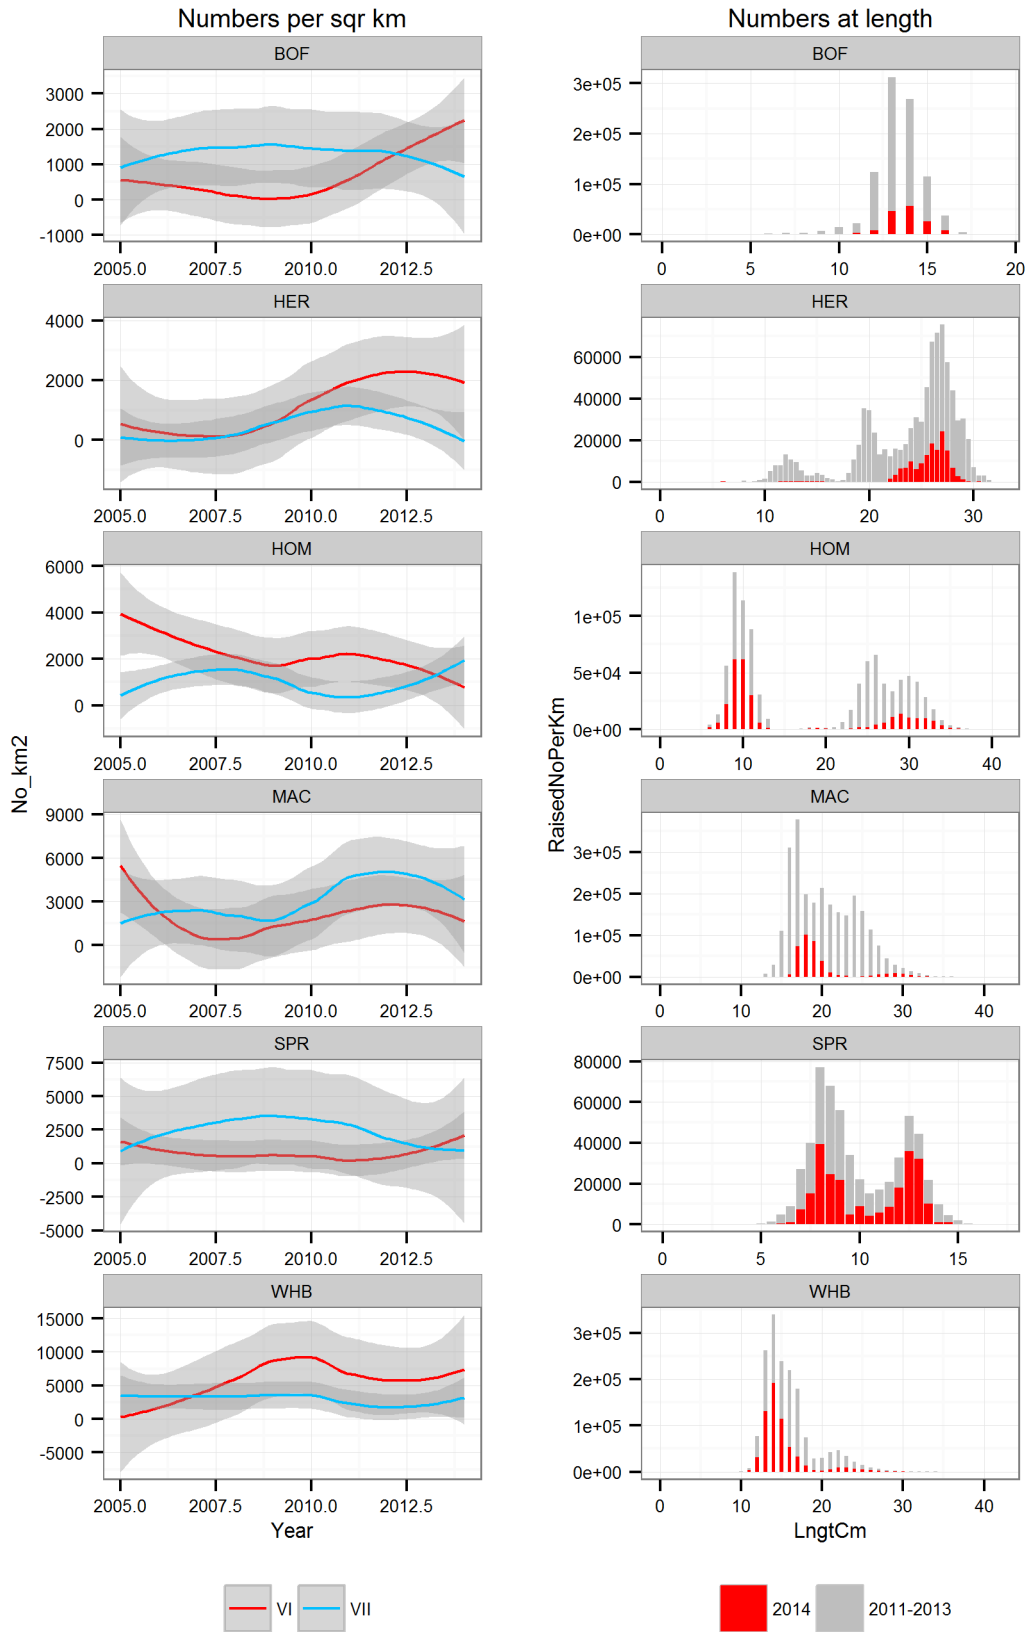 Numbers per sqr km
BOF
3000
2000
1000
0
-1000
2005.0 2007.5 2010.0 2012.5
HER
4000
2000
0
2005.0 2007.5 2010.0 2012.5
HOM
6000
4000
2000
0
2005.0 2007.5 2010.0 2012.5
MAC
9000
6000
3000
0
2005.0 2007.5 2010.0 2012.5
SPR
7500
5000
2500
0
-2500
-5000
2005.0 2007.5 2010.0 2012.5
WHB
15000
10000
5000
0
-5000
2005.0 2007.5 2010.0 2012.5
Year
No_km2
VI VII
Numbers at length
BOF
3e+05
2e+05
1e+05
0e+00
0 5 10 15 20
HER
60000
40000
20000
0
0 10 20 30
HOM
1e+05
5e+04
0e+00
0 10 20 30 40
MAC
3e+05
2e+05
1e+05
0e+00
0 10 20 30 40
SPR
80000
60000
40000
20000
0
0 5 10 15
WHB
3e+05
2e+05
1e+05
0e+00
0 10 20 30 40
LngtCm
RaisedNoPerKm
2014 2011-2013